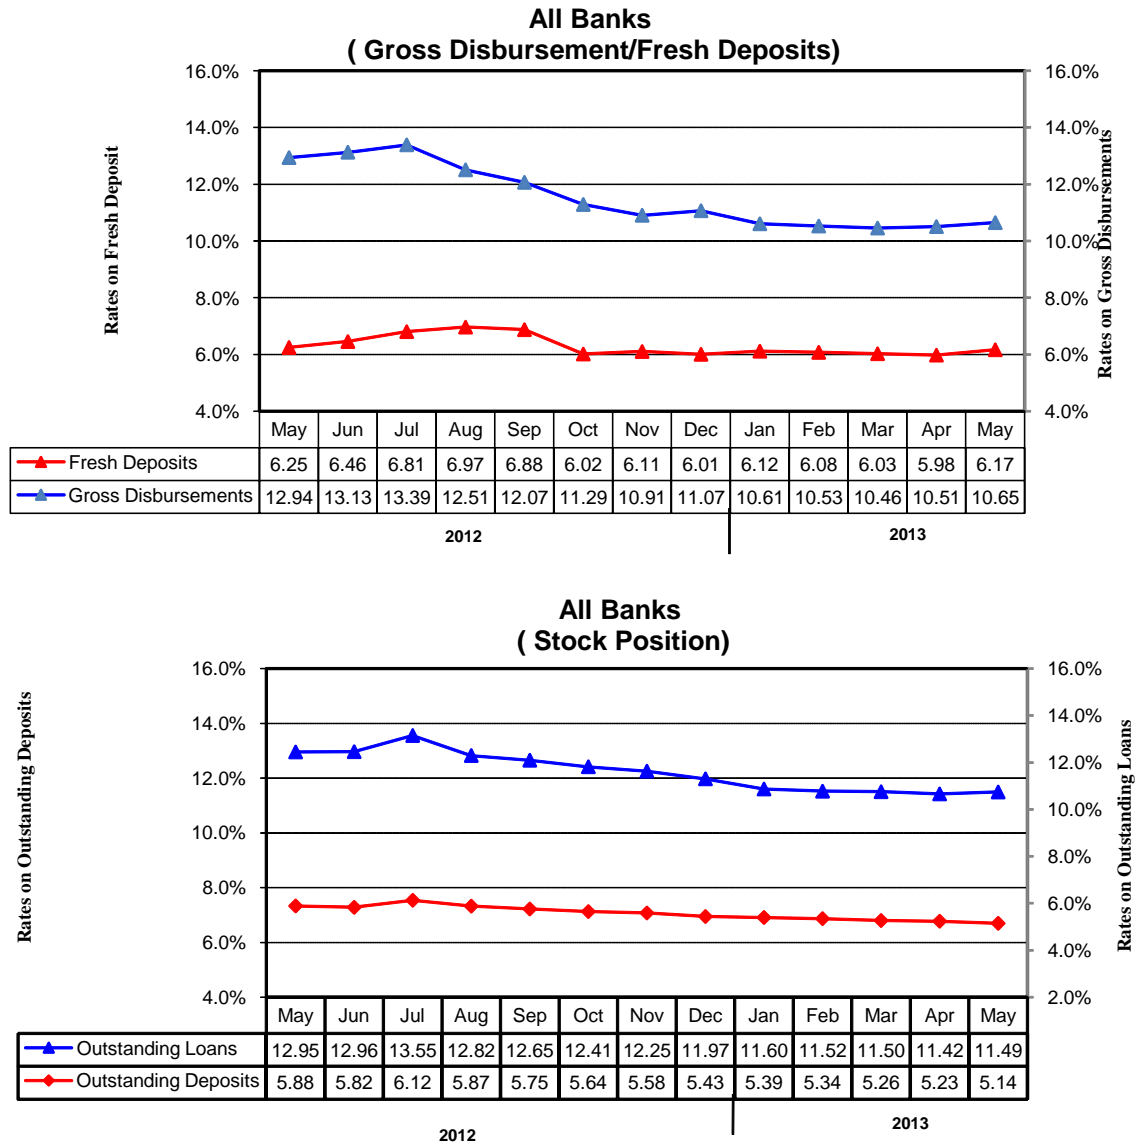 All Banks
( Gross Disbursement/Fresh Deposits)
Rates on Fresh Deposit
16.0%
14.0%
12.0%
10.0%
8.0%
6.0%
4.0%
16.0%
14.0%
12.0%
10.0%
8.0%
6.0%
4.0%
Rates on Gross Disbursements
May Jun Jul Aug Sep Oct Nov Dec Jan Feb Mar Apr May
Fresh Deposits 6.25 6.46 6.81 6.97 6.88 6.02 6.11 6.01 6.12 6.08 6.03 5.98 6.17
Gross Disbursements 12.94 13.13 13.39 12.51 12.07 11.29 10.91 11.07 10.61 10.53 10.46 10.51 10.65
2012 2013
All Banks
( Stock Position)
Rates on Outstanding Deposits
16.0%
14.0%
12.0%
10.0%
8.0%
6.0%
4.0%
16.0%
14.0%
12.0%
10.0%
8.0%
6.0%
4.0%
2.0%
Rates on Outstanding Loans
May Jun Jul Aug Sep Oct Nov Dec Jan Feb Mar Apr May
Outstanding Loans 12.95 12.96 13.55 12.82 12.65 12.41 12.25 11.97 11.60 11.52 11.50 11.42 11.49
Outstanding Deposits 5.88 5.82 6.12 5.87 5.75 5.64 5.58 5.43 5.39 5.34 5.26 5.23 5.14
2012 2013